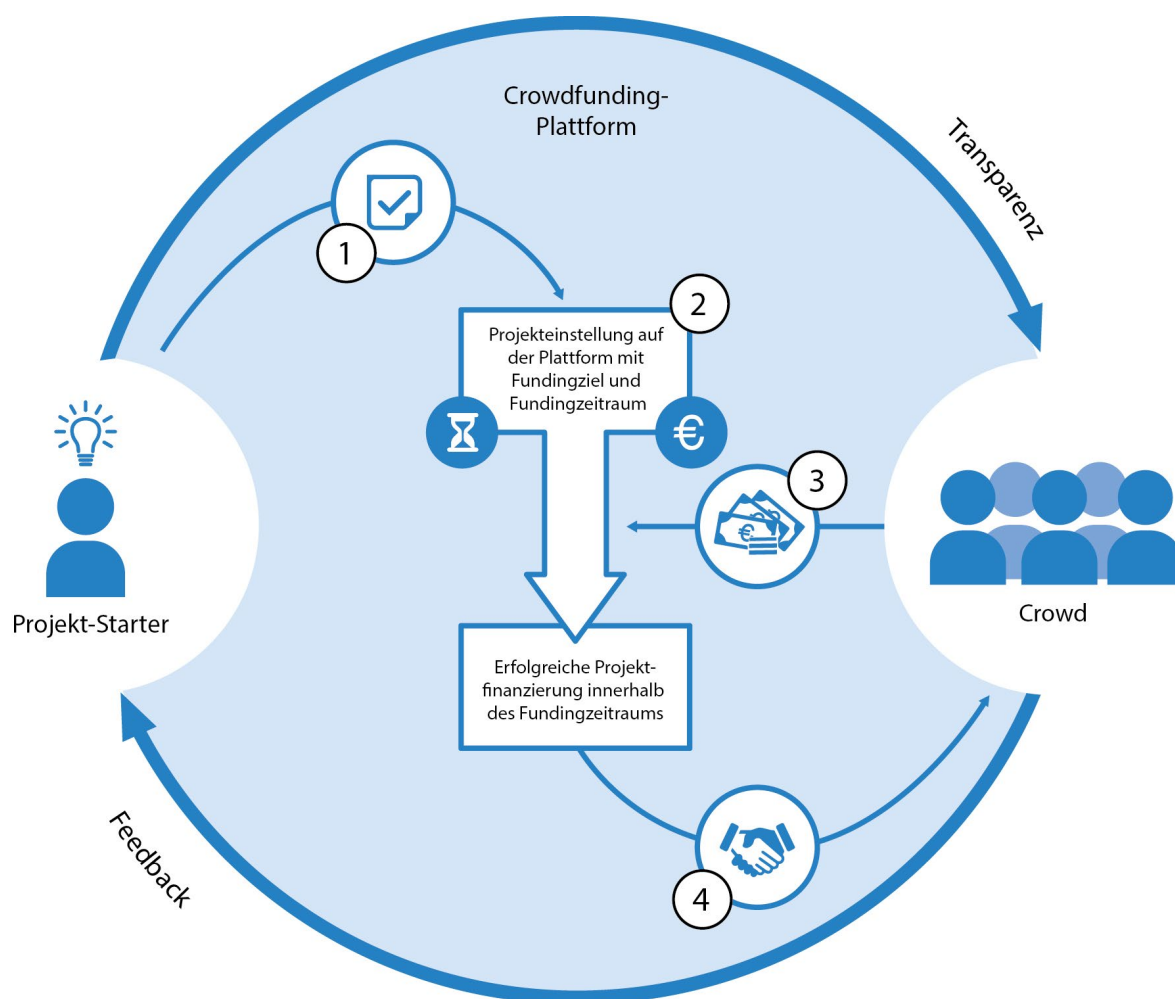 Crowdfunding-
Plattform
Transparenz
1
2
Projekteinstellung auf
der Plattform mit
Fundingziel und
Fundingzeitraum
€
3
€
Projekt-Starter
Crowd
Erfolgreiche Projekt-
finanzierung innerhalb
des Fundingzeitraums
Feedback
4